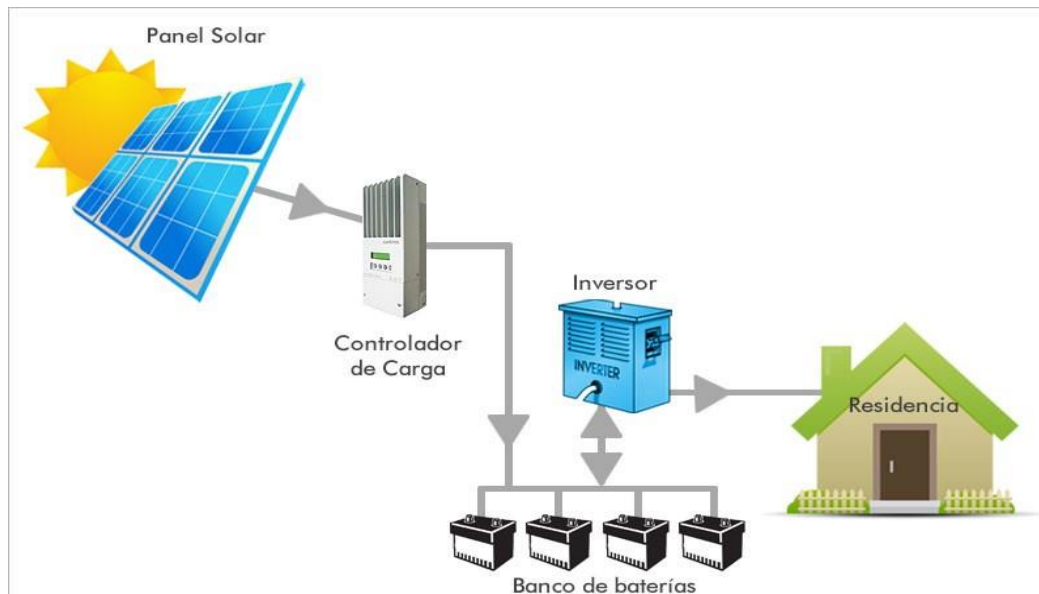 Panel Solar
Controlador
de Carga
Inversor
INVERTER
Residencia
Banco de baterías